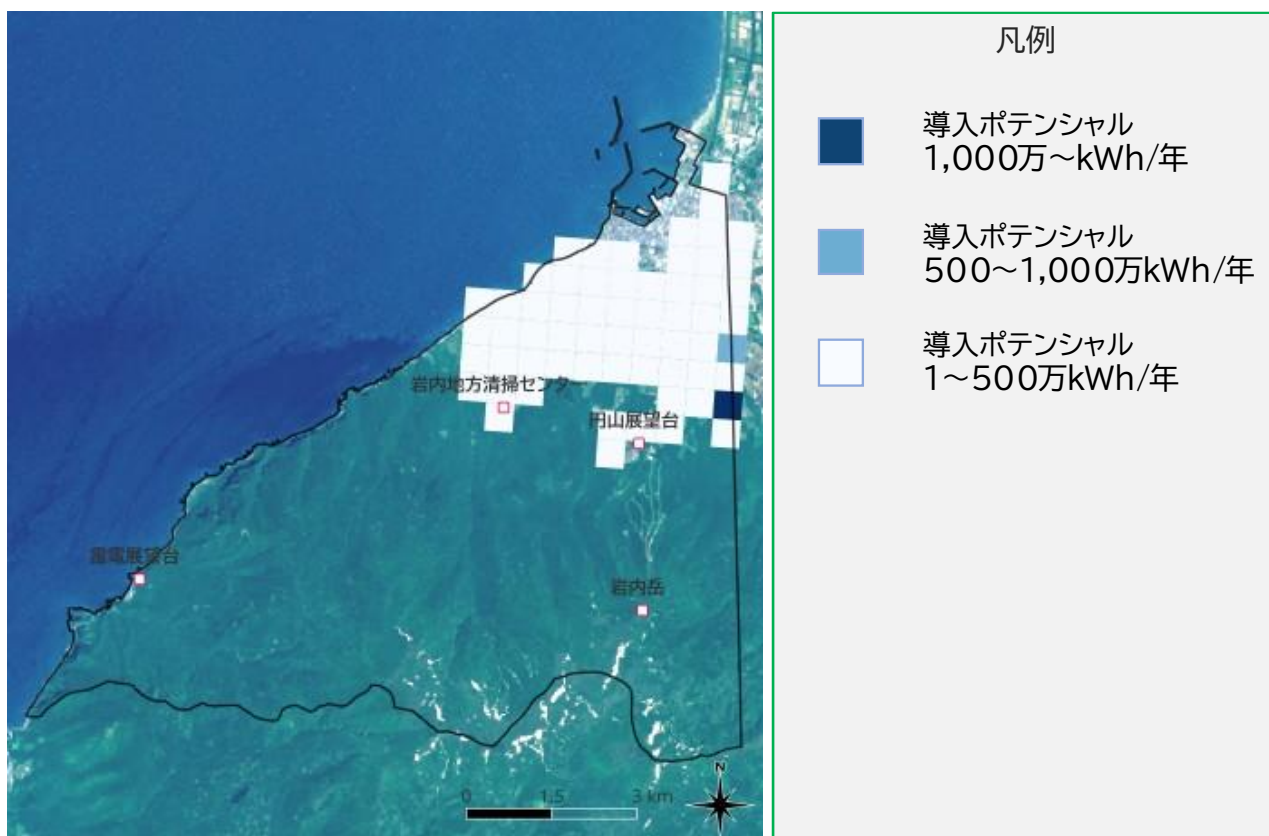 岩内地方清掃センター
円山展望台
雷電展望台
岩内岳
0 1.5 3 km
N
凡例
導入ポテンシャル
1,000万~kWh/年
導入ポテンシャル
500~1,000万kWh/年
導入ポテンシャル
1~500万kWh/年